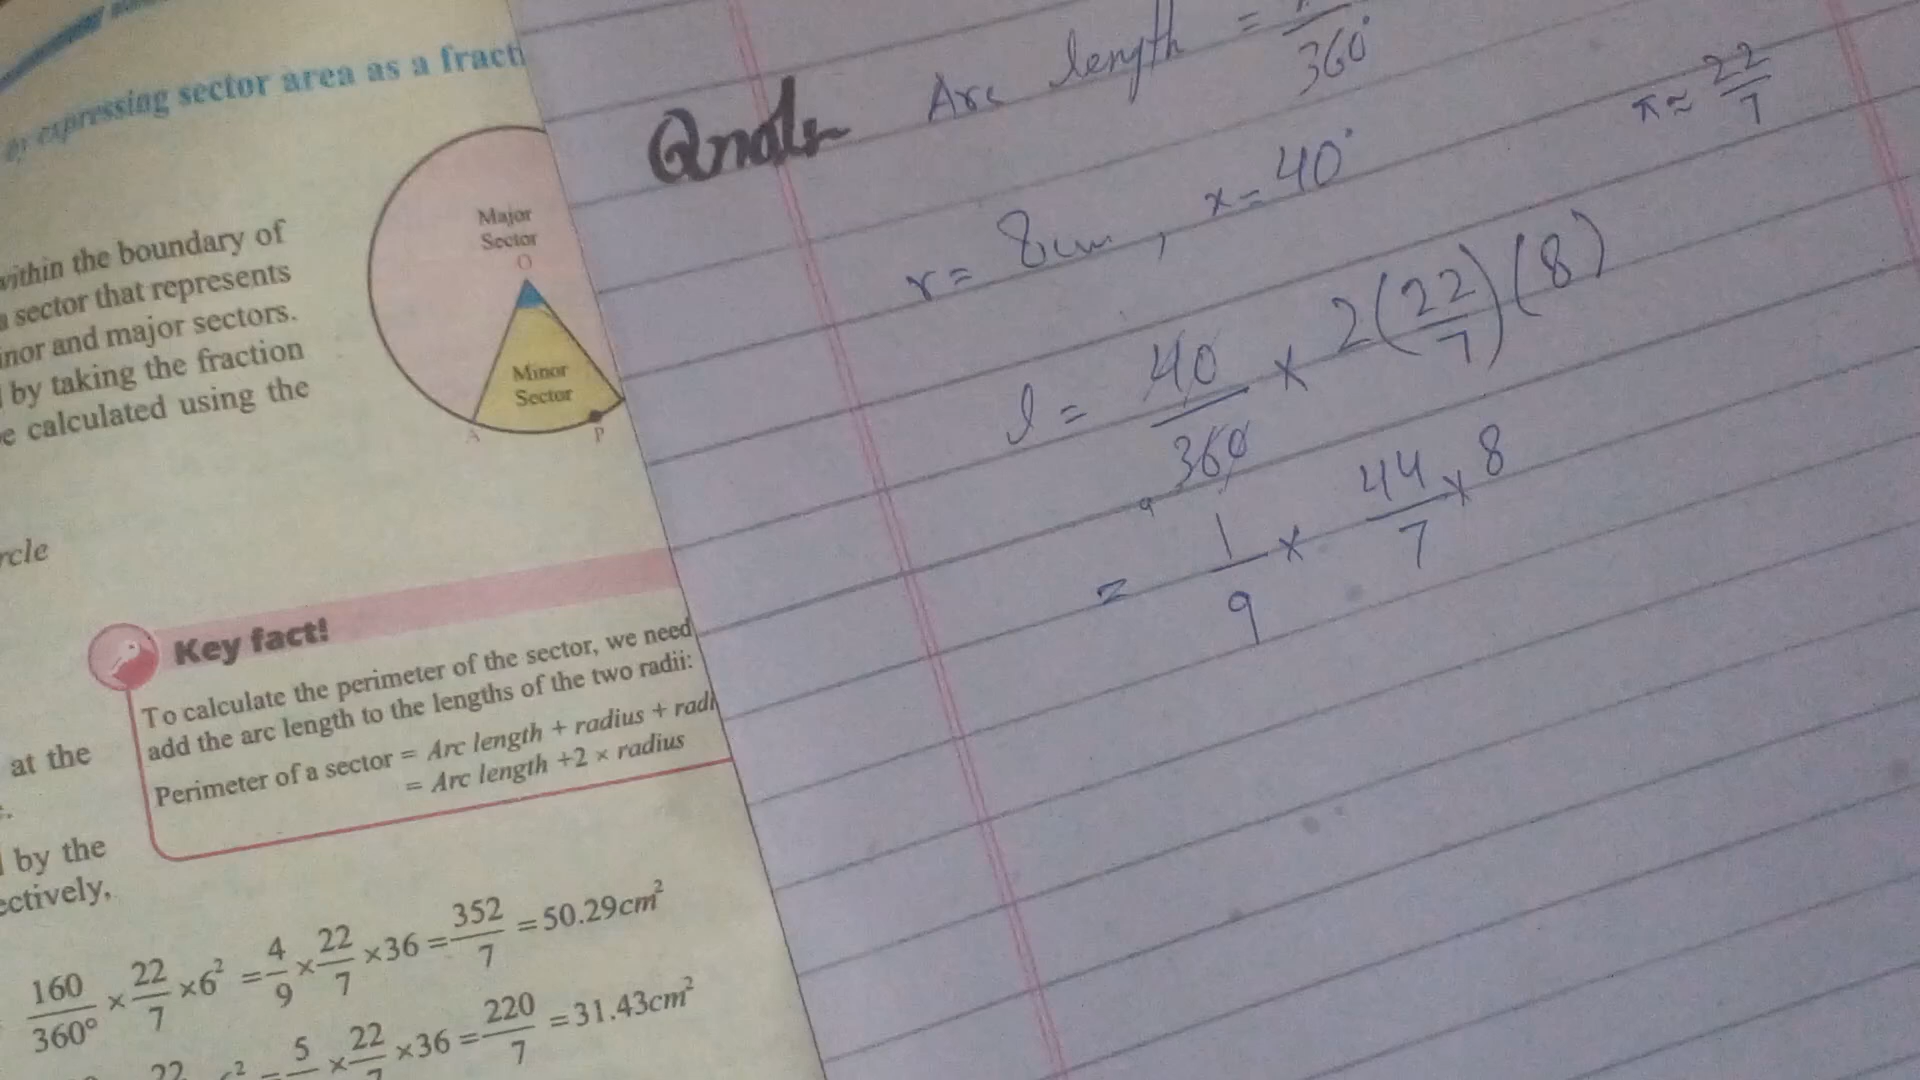 expressing sector area as a fracti
within the boundary of
a sector that represents
inor and major sectors.
by taking the fraction
e calculated using the
Major
Sector
O
Minor
Sector
A
P
rcle
Key fact!
To calculate the perimeter of the sector, we need
add the arc length to the lengths of the two radii:
Perimeter of a sector = Arc length + radius + radi
= Arc length +2 × radius
at the
by the
ectively,
160/360° × 22/7 ×6² = 4/9 × 22/7 ×36 = 352/7 = 50.29cm²
5 × 22/7 ×36 = 220/7 = 31.43cm²
Arc length = /360°
π ≈ 22/7
r = 8cm, x = 40°
l = 40/360 × 2(22/7)(8)
9
= 1/9 × 44/7 × 8